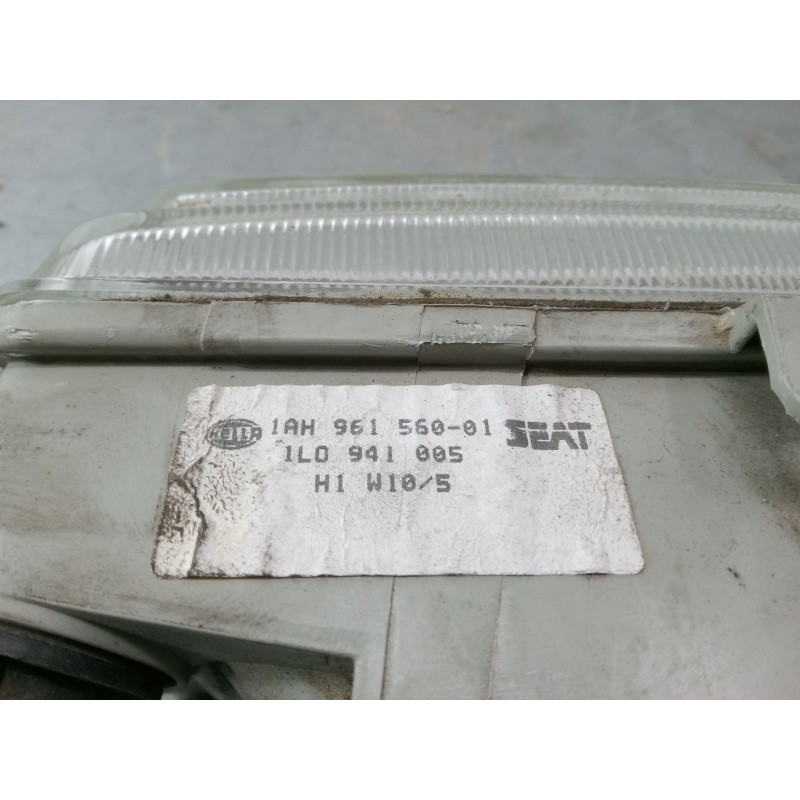 HELLA 1AH 961 560-01 SEAT
1L0 941 005
H1 W10/5